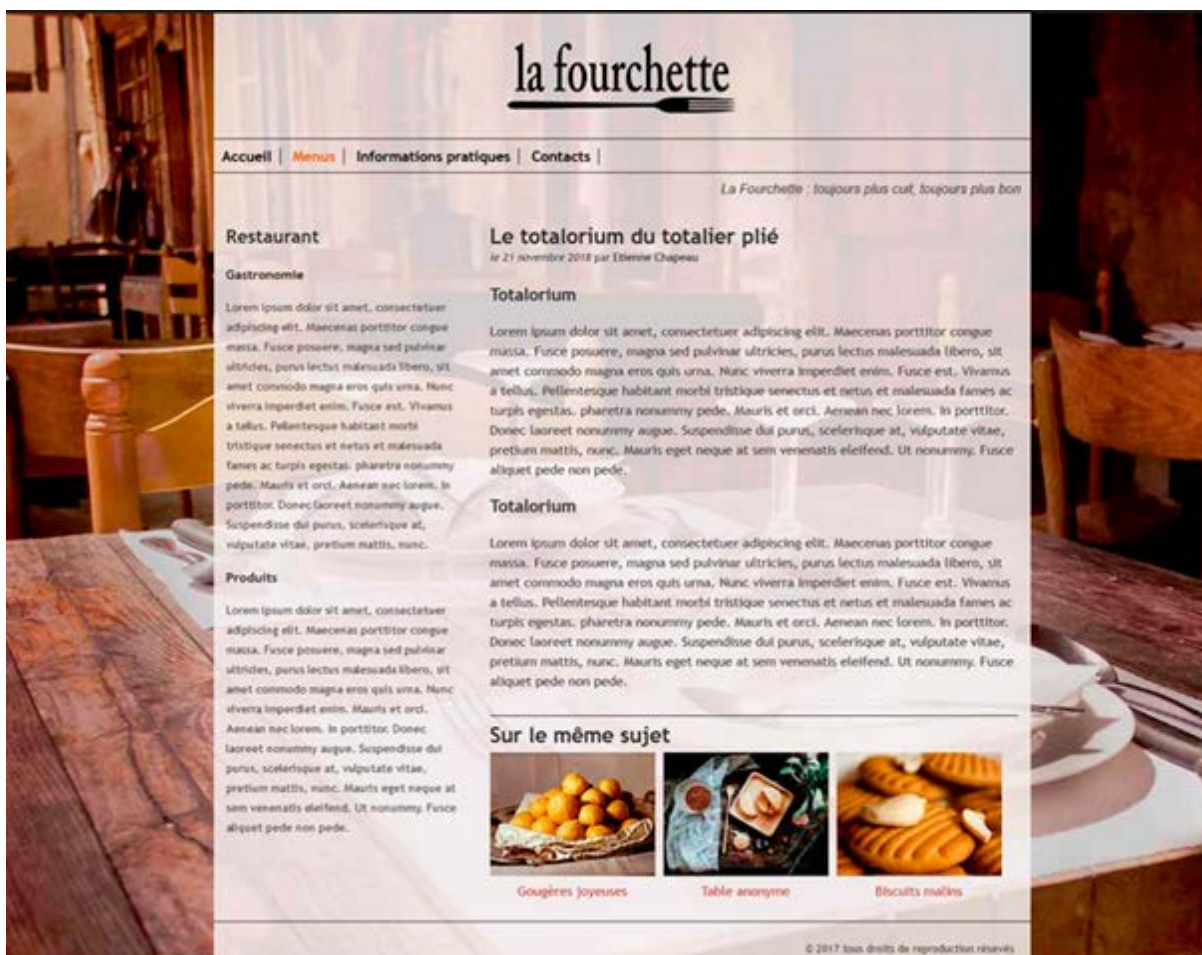 la fourchette
Accueil | Menus | Informations pratiques | Contacts |
La Fourchette : toujours plus cuit, toujours plus bon
Restaurant
Gastronomie
Lorem ipsum dolor sit amet, consectetuer
adipiscing elit. Maecenas porttitor congue
massa. Fusce posuere, magna sed pulvinar
ultricies, purus lectus malesuada libero, sit
amet commodo magna eros quis urna. Nunc
viverra imperdiet enim. Fusce est. Vivamus
a tellus. Pellentesque habitant morbi
tristique senectus et netus et malesuada
fames ac turpis egestas. pharetra nonummy
pede. Mauris et orci. Aenean nec lorem. In
porttitor. Donec laoreet nonummy augue.
Suspendisse dui purus, scelerisque at,
vulputate vitae, pretium mattis, nunc.
Produits
Lorem ipsum dolor sit amet, consectetuer
adipiscing elit. Maecenas porttitor congue
massa. Fusce posuere, magna sed pulvinar
ultricies, purus lectus malesuada libero, sit
amet commodo magna eros quis urna. Nunc
viverra imperdiet enim. Mauris et orci.
Aenean nec lorem. In porttitor. Donec
laoreet nonummy augue. Suspendisse dui
purus, scelerisque at, vulputate vitae,
pretium mattis, nunc. Mauris eget neque at
sem venenatis eleifend. Ut nonummy. Fusce
aliquet pede non pede.
Le totalorium du totalier plié
le 21 novembre 2018 par Etienne Chapeau
Totalorium
Lorem ipsum dolor sit amet, consectetuer adipiscing elit. Maecenas porttitor congue
massa. Fusce posuere, magna sed pulvinar ultricies, purus lectus malesuada libero, sit
amet commodo magna eros quis urna. Nunc viverra imperdiet enim. Fusce est. Vivamus
a tellus. Pellentesque habitant morbi tristique senectus et netus et malesuada fames ac
turpis egestas. pharetra nonummy pede. Mauris et orci. Aenean nec lorem. In porttitor.
Donec laoreet nonummy augue. Suspendisse dui purus, scelerisque at, vulputate vitae,
pretium mattis, nunc. Mauris eget neque at sem venenatis eleifend. Ut nonummy. Fusce
aliquet pede non pede.
Totalorium
Lorem ipsum dolor sit amet, consectetuer adipiscing elit. Maecenas porttitor congue
massa. Fusce posuere, magna sed pulvinar ultricies, purus lectus malesuada libero, sit
amet commodo magna eros quis urna. Nunc viverra imperdiet enim. Fusce est. Vivamus
a tellus. Pellentesque habitant morbi tristique senectus et netus et malesuada fames ac
turpis egestas. pharetra nonummy pede. Mauris et orci. Aenean nec lorem. In porttitor.
Donec laoreet nonummy augue. Suspendisse dui purus, scelerisque at, vulputate vitae,
pretium mattis, nunc. Mauris eget neque at sem venenatis eleifend. Ut nonummy. Fusce
aliquet pede non pede.
Sur le même sujet
Gougères joyeuses
Table anonyme
Biscuits malins
© 2017 tous droits de reproduction résevés